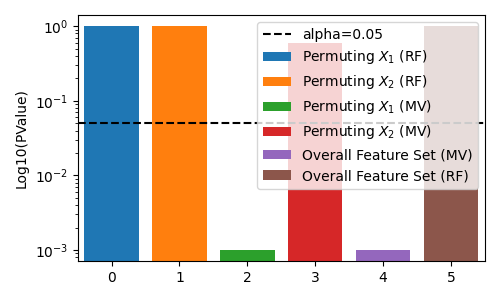 10⁰
10⁻¹
10⁻²
10⁻³
Log10(PValue)
alpha=0.05
Permuting X₁ (RF)
Permuting X₂ (RF)
Permuting X₁ (MV)
Permuting X₂ (MV)
Overall Feature Set (MV)
Overall Feature Set (RF)
0 1 2 3 4 5